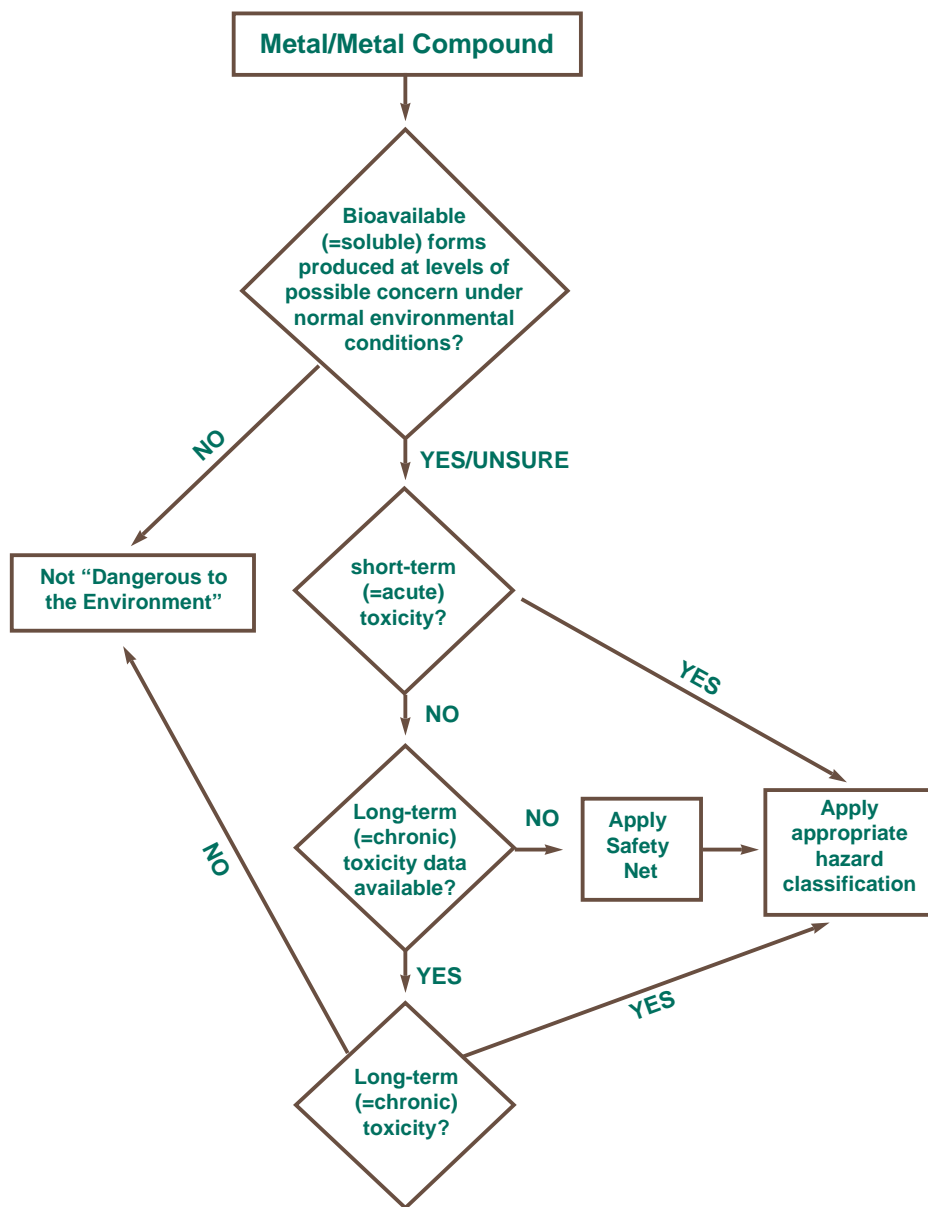 Metal/Metal Compound
Bioavailable
(=soluble) forms
produced at levels of
possible concern under
normal environmental
conditions?
NO
YES/UNSURE
Not “Dangerous to
the Environment”
short-term
(=acute)
toxicity?
YES
NO
Long-term
(=chronic)
toxicity data
available?
NO
Apply
Safety
Net
Apply
appropriate
hazard
classification
NO
YES
YES
Long-term
(=chronic)
toxicity?